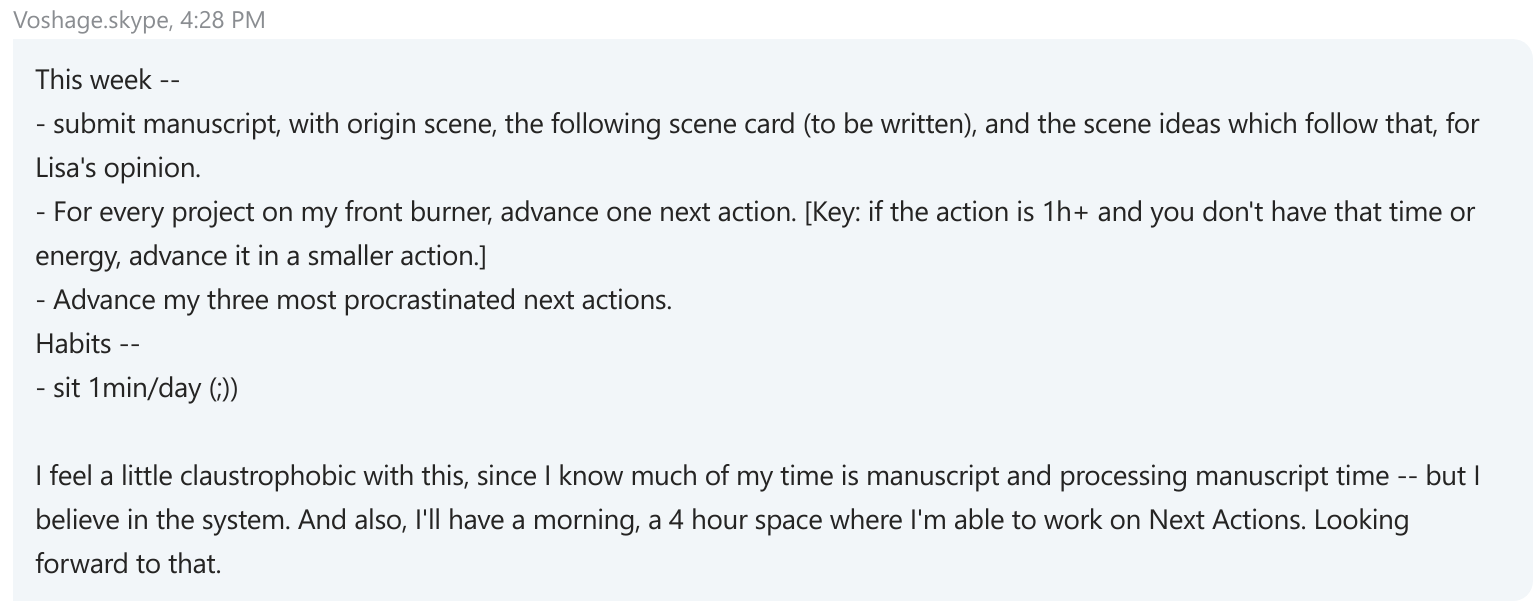 Voshage.skype, 4:28 PM
This week --
- submit manuscript, with origin scene, the following scene card (to be written), and the scene ideas which follow that, for
Lisa's opinion.
- For every project on my front burner, advance one next action. [Key: if the action is 1h+ and you don't have that time or
energy, advance it in a smaller action.]
- Advance my three most procrastinated next actions.
Habits --
- sit 1min/day (;))
I feel a little claustrophobic with this, since I know much of my time is manuscript and processing manuscript time -- but I
believe in the system. And also, I'll have a morning, a 4 hour space where I'm able to work on Next Actions. Looking
forward to that.